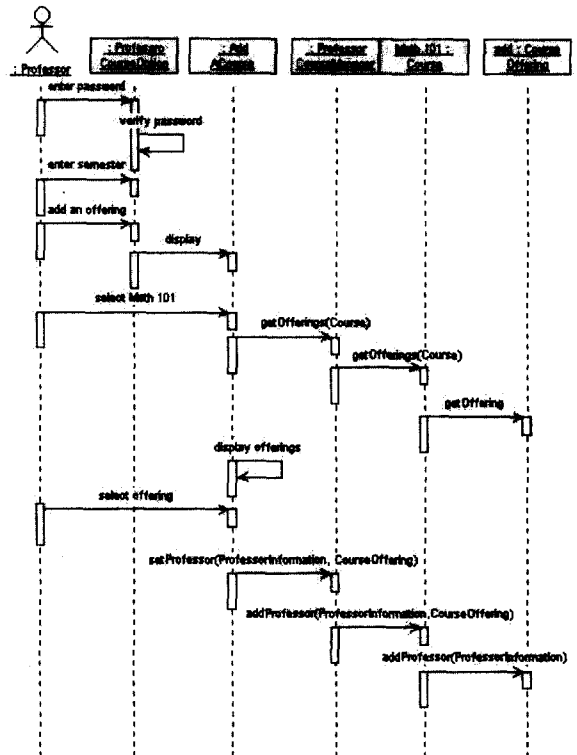 : Professor
: Professro
CourseOption
: Add
ACourse
: Professor
CourseManager
Math 101 :
Course
add : Course
Offering
enter password
verify password
enter semester
add an offering
display
select Math 101
getOfferings(Course)
getOfferings(Course)
getOffering
display offerings
select offering
setProfessor(ProfessorInformation, CourseOffering)
addProfessor(ProfessorInformation,CourseOffering)
addProfessor(ProfessorInformation)